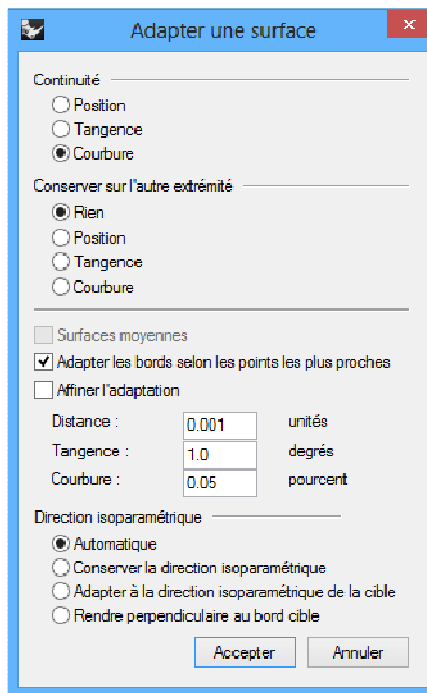 Adapter une surface
Continuité
Position
Tangence
Courbure
Conserver sur l'autre extrémité
Rien
Position
Tangence
Courbure
Surfaces moyennes
Adapter les bords selon les points les plus proches
Affiner l'adaptation
Distance : 0.001 unités
Tangence : 1.0 degrés
Courbure : 0.05 pourcent
Direction isoparamétrique
Automatique
Conserver la direction isoparamétrique
Adapter à la direction isoparamétrique de la cible
Rendre perpendiculaire au bord cible
Accepter Annuler